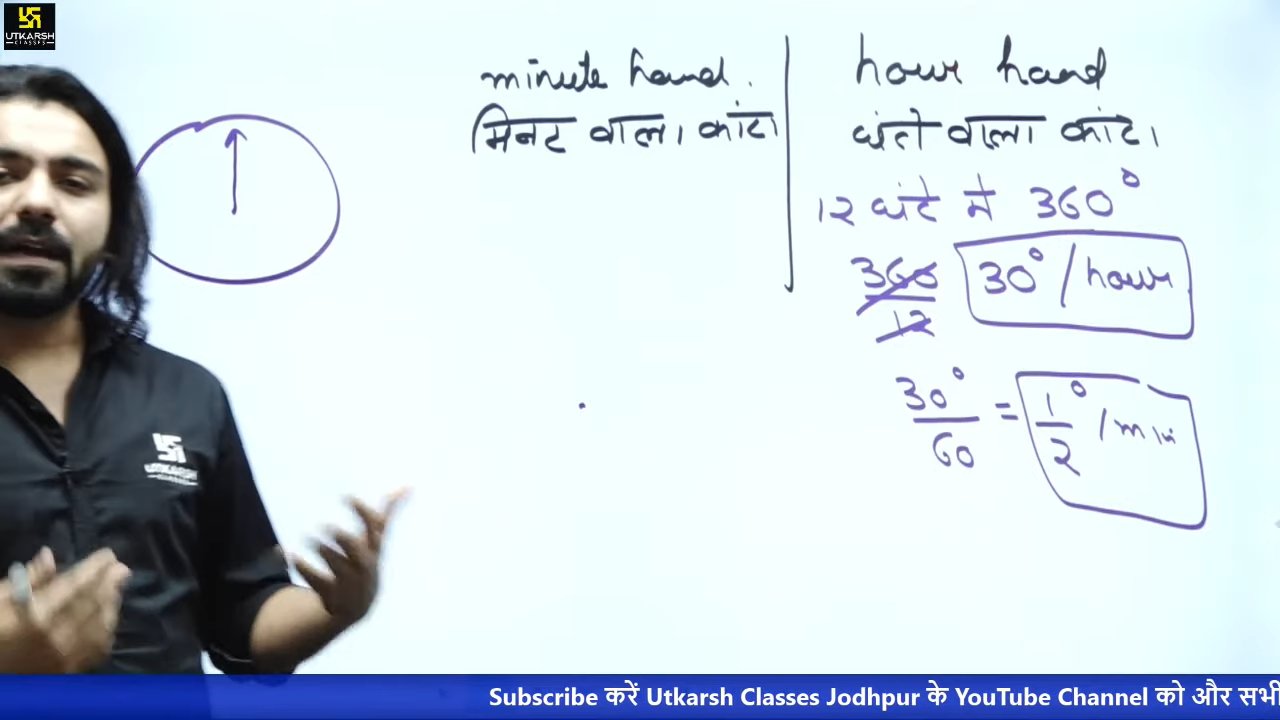 UTKARSH
CLASSES
minute hand.
मिनट वाला कांटा
hour hand
घंटे वाला कांटा
12 घंटे में 360°
360/12 30°/hour
30°/60 = 1/2°/min
UTKARSH
CLASSES
Subscribe करें Utkarsh Classes Jodhpur के YouTube Channel को और सभी